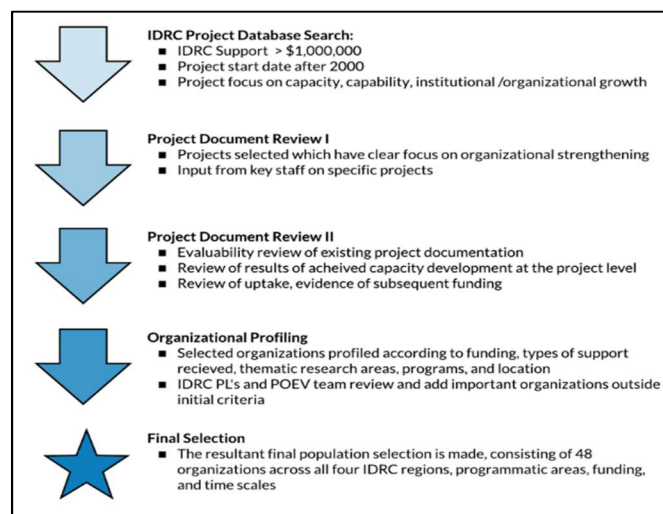 IDRC Project Database Search:
▪ IDRC Support > $1,000,000
▪ Project start date after 2000
▪ Project focus on capacity, capability, institutional /organizational growth
Project Document Review I
▪ Projects selected which have clear focus on organizational strengthening
▪ Input from key staff on specific projects
Project Document Review II
▪ Evaluability review of existing project documentation
▪ Review of results of acheived capacity development at the project level
▪ Review of uptake, evidence of subsequent funding
Organizational Profiling
▪ Selected organizations profiled according to funding, types of support
recieved, thematic research areas, programs, and location
▪ IDRC PL's and POEV team review and add important organizations outside
initial criteria
Final Selection
▪ The resultant final population selection is made, consisting of 48
organizations across all four IDRC regions, programmatic areas, funding,
and time scales